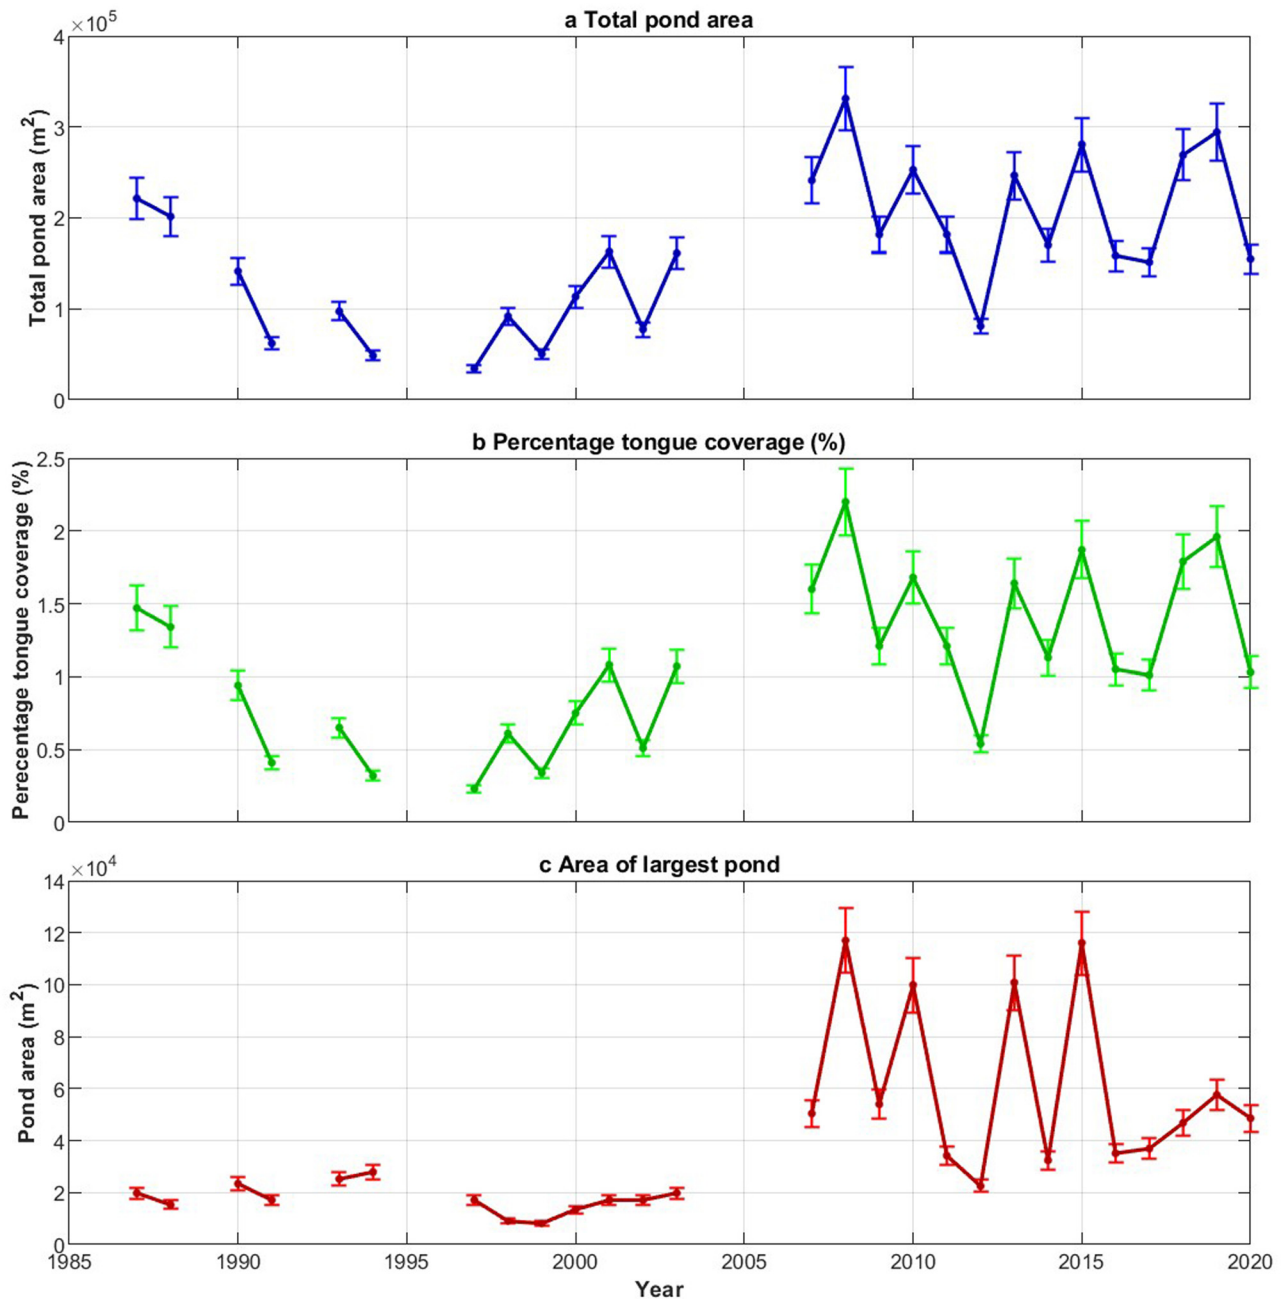 a Total pond area
×10⁵
4
3
2
1
0
Total pond area (m²)
b Percentage tongue coverage (%)
2.5
2
1.5
1
0.5
0
Precentage tongue coverage (%)
c Area of largest pond
×10⁴
14
12
10
8
6
4
2
0
Pond area (m²)
1985 1990 1995 2000 2005 2010 2015 2020
Year